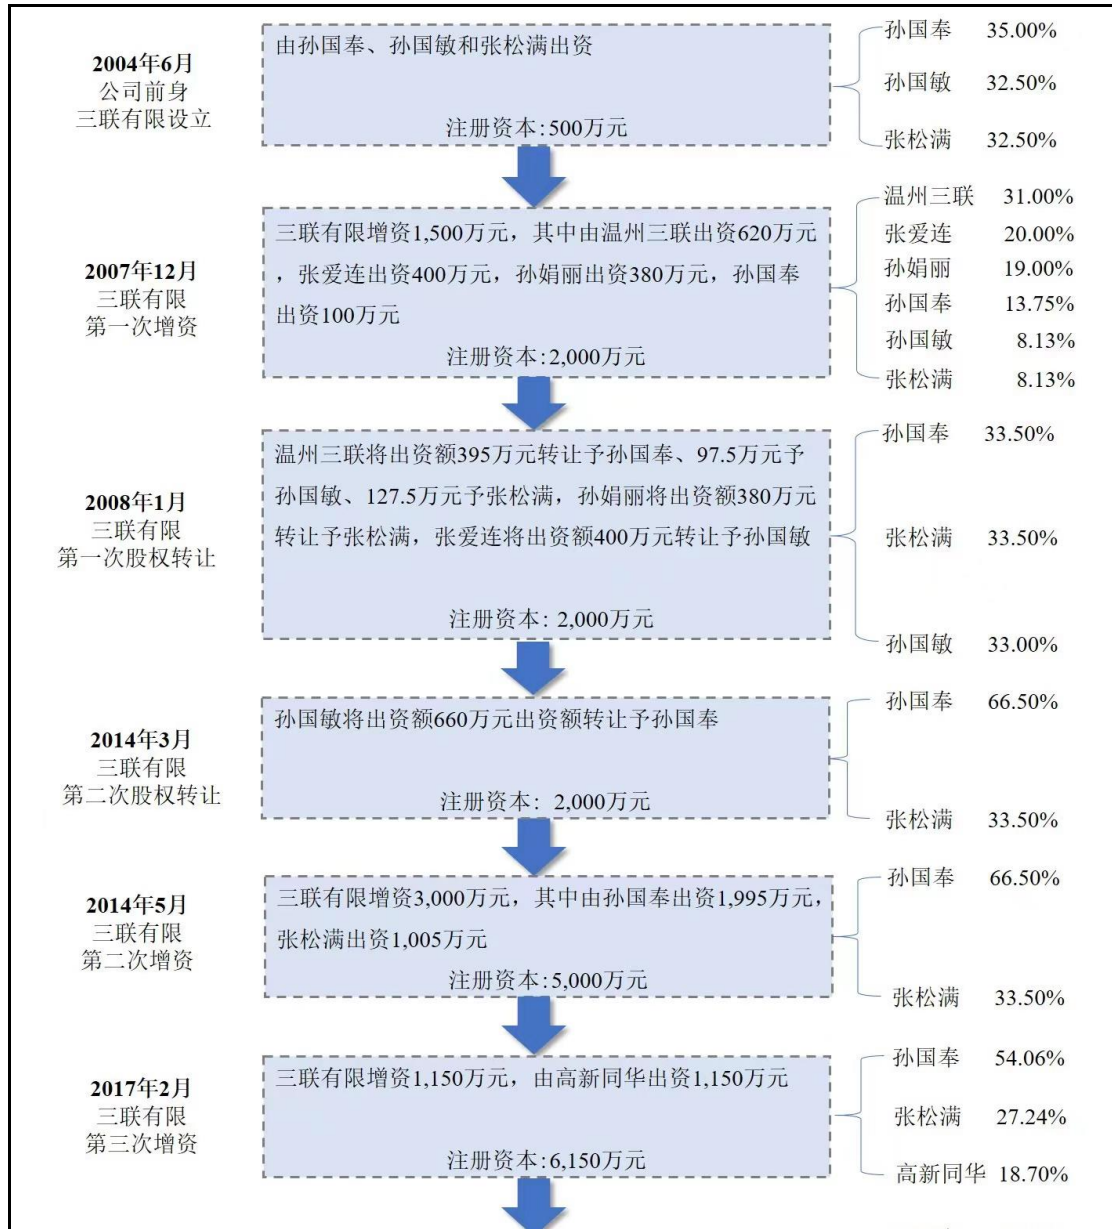 2004年6月
公司前身
三联有限设立
由孙国奉、孙国敏和张松满出资
注册资本:500万元
孙国奉 35.00%
孙国敏 32.50%
张松满 32.50%
2007年12月
三联有限
第一次增资
三联有限增资1,500万元，其中由温州三联出资620万元
，张爱连出资400万元，孙娟丽出资380万元，孙国奉
出资100万元
注册资本:2,000万元
温州三联 31.00%
张爱连 20.00%
孙娟丽 19.00%
孙国奉 13.75%
孙国敏 8.13%
张松满 8.13%
2008年1月
三联有限
第一次股权转让
温州三联将出资额395万元转让予孙国奉、97.5万元予
孙国敏、127.5万元予张松满，孙娟丽将出资额380万元
转让予张松满，张爱连将出资额400万元转让予孙国敏
注册资本: 2,000万元
孙国奉 33.50%
张松满 33.50%
孙国敏 33.00%
2014年3月
三联有限
第二次股权转让
孙国敏将出资额660万元出资额转让予孙国奉
注册资本: 2,000万元
孙国奉 66.50%
张松满 33.50%
2014年5月
三联有限
第二次增资
三联有限增资3,000万元，其中由孙国奉出资1,995万元，
张松满出资1,005万元
注册资本:5,000万元
孙国奉 66.50%
张松满 33.50%
2017年2月
三联有限
第三次增资
三联有限增资1,150万元，由高新同华出资1,150万元
注册资本:6,150万元
孙国奉 54.06%
张松满 27.24%
高新同华 18.70%